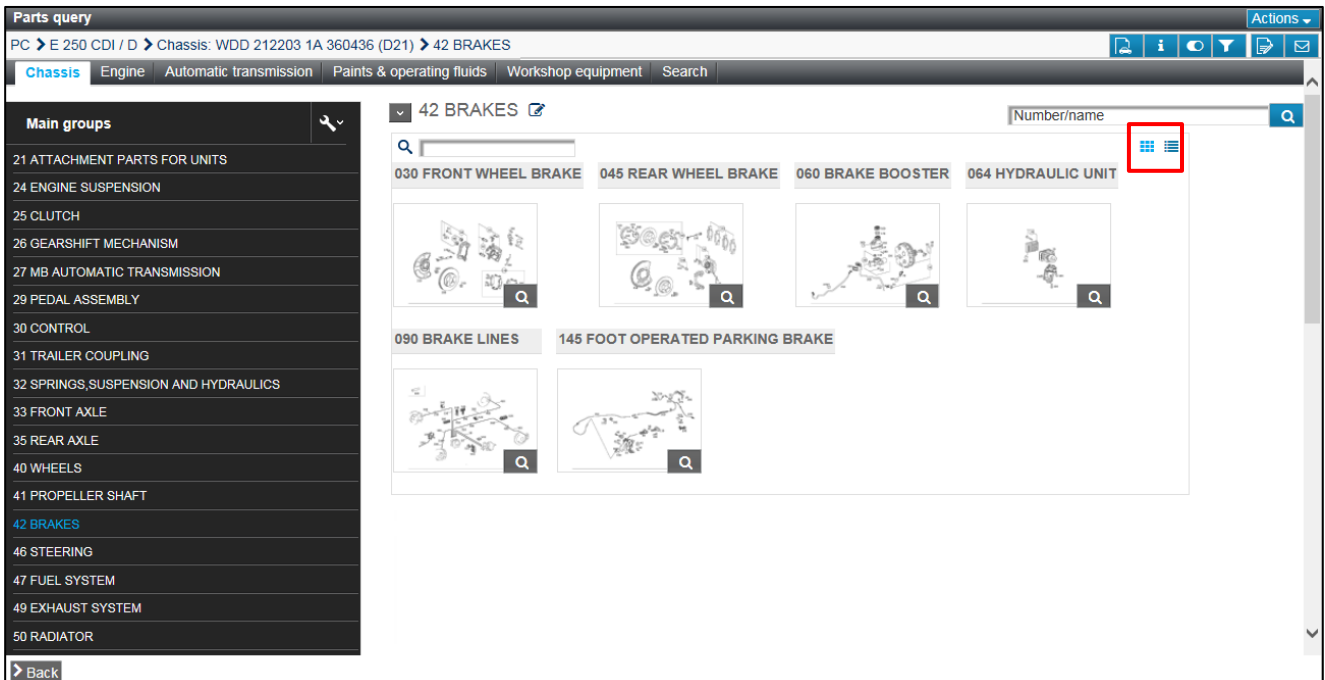 Parts query
Actions
PC > E 250 CDI / D > Chassis: WDD 212203 1A 360436 (D21) > 42 BRAKES
Chassis Engine Automatic transmission Paints & operating fluids Workshop equipment Search
Main groups
21 ATTACHMENT PARTS FOR UNITS
24 ENGINE SUSPENSION
25 CLUTCH
26 GEARSHIFT MECHANISM
27 MB AUTOMATIC TRANSMISSION
29 PEDAL ASSEMBLY
30 CONTROL
31 TRAILER COUPLING
32 SPRINGS,SUSPENSION AND HYDRAULICS
33 FRONT AXLE
35 REAR AXLE
40 WHEELS
41 PROPELLER SHAFT
42 BRAKES
46 STEERING
47 FUEL SYSTEM
49 EXHAUST SYSTEM
50 RADIATOR
42 BRAKES
Number/name
030 FRONT WHEEL BRAKE 045 REAR WHEEL BRAKE 060 BRAKE BOOSTER 064 HYDRAULIC UNIT
090 BRAKE LINES 145 FOOT OPERATED PARKING BRAKE
> Back